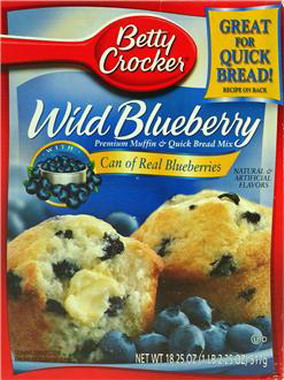 Betty
Crocker
GREAT
FOR
QUICK
BREAD!
RECIPE ON BACK
Wild Blueberry
Premium Muffin & Quick Bread Mix
WITH
Can of Real Blueberries
NATURAL &
ARTIFICIAL
FLAVORS
NET WT 18.25 OZ (1 LB 2.25 OZ) 517g